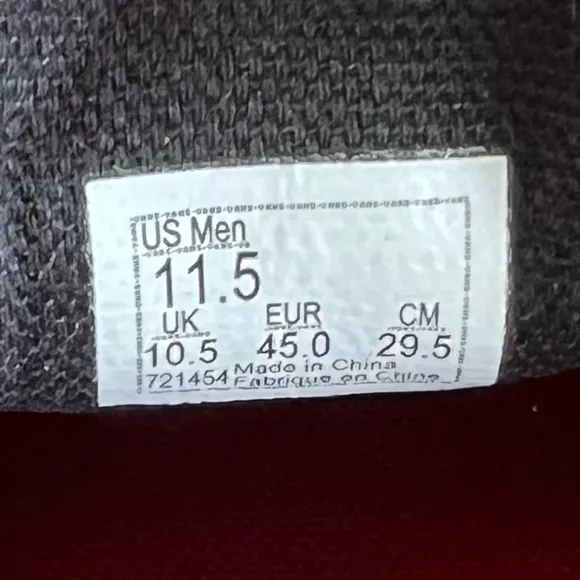 US Men
11.5
UK EUR CM
10.5 45.0 29.5
721454 Made in China
Fabrique en Chine